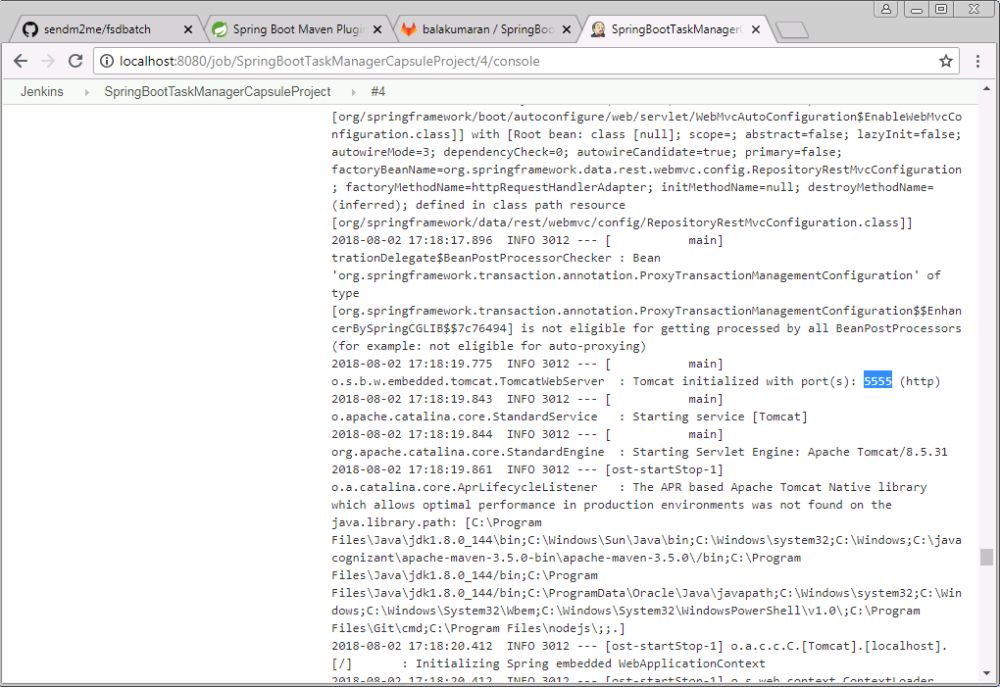 sendm2me/fsdbatch
Spring Boot Maven Plugi
balakumaran / SpringBoo
SpringBootTaskManager
localhost:8080/job/SpringBootTaskManagerCapsuleProject/4/console
Jenkins
SpringBootTaskManagerCapsuleProject
#4
[org/springframework/boot/autoconfigure/web/servlet/WebMvcAutoConfiguration$EnableWebMvcCo
nfiguration.class]] with [Root bean: class [null]; scope=; abstract=false; lazyInit=false;
autowireMode=3; dependencyCheck=0; autowireCandidate=true; primary=false;
factoryBeanName=org.springframework.data.rest.webmvc.config.RepositoryRestMvcConfiguration
; factoryMethodName=httpRequestHandlerAdapter; initMethodName=null; destroyMethodName=
(inferred); defined in class path resource
[org/springframework/data/rest/webmvc/config/RepositoryRestMvcConfiguration.class]]
2018-08-02 17:18:17.896  INFO 3012 --- [           main]
trationDelegate$BeanPostProcessorChecker : Bean
'org.springframework.transaction.annotation.ProxyTransactionManagementConfiguration' of
type
[org.springframework.transaction.annotation.ProxyTransactionManagementConfiguration$$Enhan
cerBySpringCGLIB$$7c76494] is not eligible for getting processed by all BeanPostProcessors
(for example: not eligible for auto-proxying)
2018-08-02 17:18:19.775  INFO 3012 --- [           main]
o.s.b.w.embedded.tomcat.TomcatWebServer  : Tomcat initialized with port(s): 5555 (http)
2018-08-02 17:18:19.843  INFO 3012 --- [           main]
o.apache.catalina.core.StandardService   : Starting service [Tomcat]
2018-08-02 17:18:19.844  INFO 3012 --- [           main]
org.apache.catalina.core.StandardEngine  : Starting Servlet Engine: Apache Tomcat/8.5.31
2018-08-02 17:18:19.861  INFO 3012 --- [ost-startStop-1]
o.a.catalina.core.AprLifecycleListener   : The APR based Apache Tomcat Native library
which allows optimal performance in production environments was not found on the
java.library.path: [C:\Program
Files\Java\jdk1.8.0_144\bin;C:\Windows\Sun\Java\bin;C:\Windows\system32;C:\Windows;C:\java
cognizant\apache-maven-3.5.0-bin\apache-maven-3.5.0\/bin;C:\Program
Files\Java\jdk1.8.0_144/bin;C:\Program
Files\Java\jdk1.8.0_144/bin;C:\ProgramData\Oracle\Java\javapath;C:\Windows\system32;C:\Win
dows;C:\Windows\System32\Wbem;C:\Windows\System32\WindowsPowerShell\v1.0\;C:\Program
Files\Git\cmd;C:\Program Files\nodejs\;;.]
2018-08-02 17:18:20.412  INFO 3012 --- [ost-startStop-1] o.a.c.c.C.[Tomcat].[localhost].
[/]       : Initializing Spring embedded WebApplicationContext
2018-08-02 17:18:20.412  INFO 3012 --- [ost-startStop-1] o.s.web.context.ContextLoader